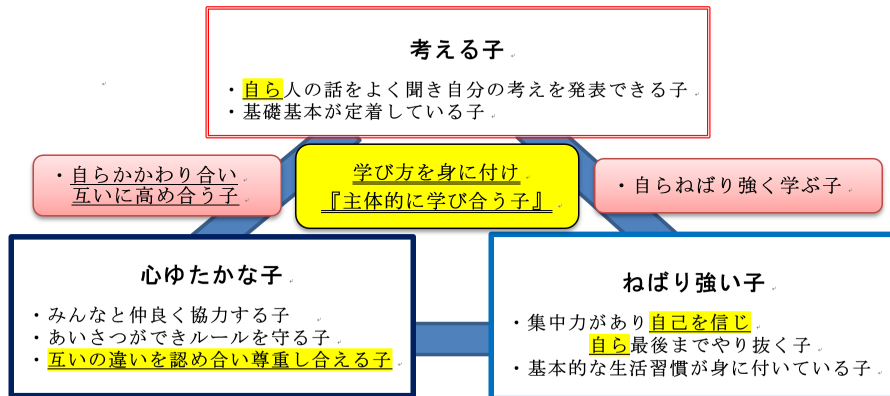 考える子
・自ら人の話をよく聞き自分の考えを発表できる子
・基礎基本が定着している子
・自らかかわり合い
互いに高め合う子
学び方を身に付け
『主体的に学び合う子』
・自らねばり強く学ぶ子
心ゆたかな子
・みんなと仲良く協力する子
・あいさつができルールを守る子
・互いの違いを認め合い尊重し合える子
ねばり強い子
・集中力があり自己を信じ
自ら最後までやり抜く子
・基本的な生活習慣が身に付いている子